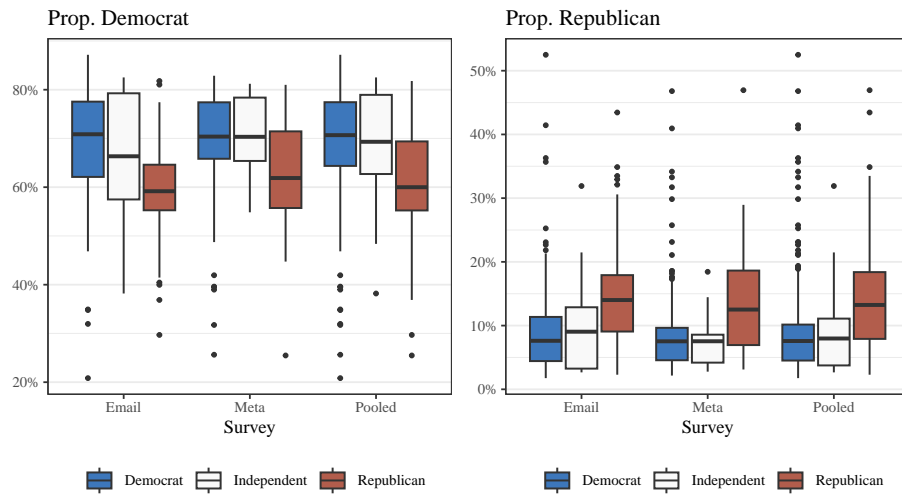 Prop. Democrat
80%
60%
40%
20%
Email Meta Pooled
Survey
Democrat Independent Republican
Prop. Republican
50%
40%
30%
20%
10%
0%
Email Meta Pooled
Survey
Democrat Independent Republican